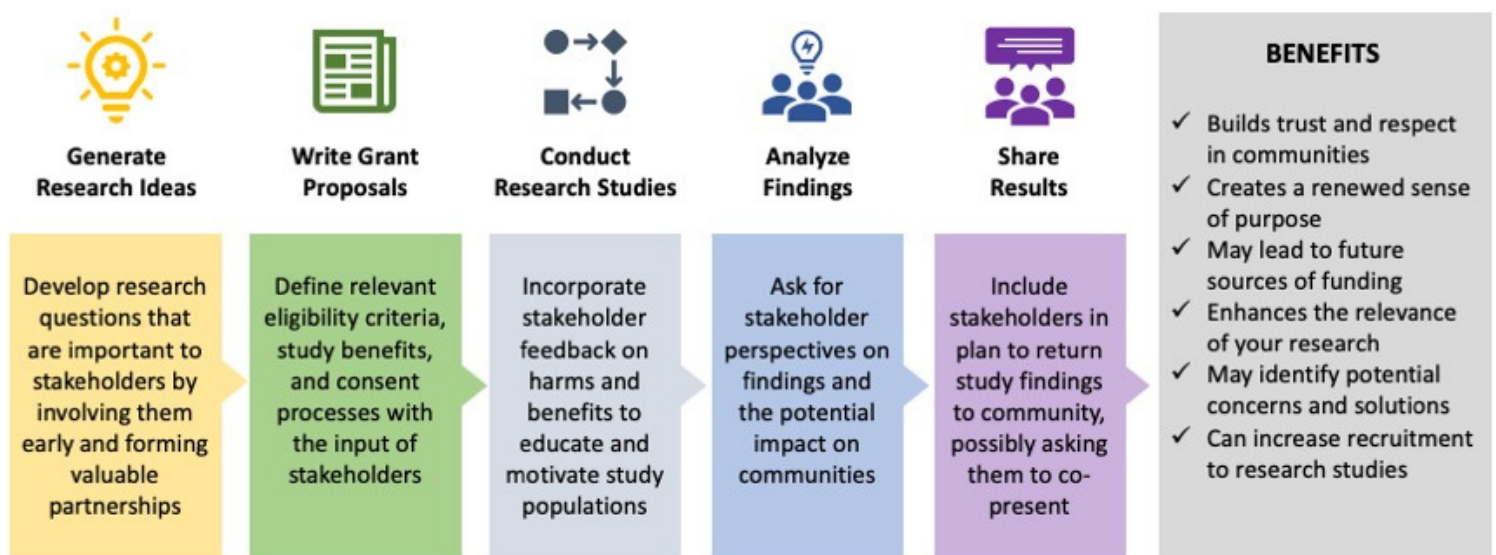 Generate
Research Ideas
Develop research
questions that
are important to
stakeholders by
involving them
early and forming
valuable
partnerships
Write Grant
Proposals
Define relevant
eligibility criteria,
study benefits,
and consent
processes with
the input of
stakeholders
Conduct
Research Studies
Incorporate
stakeholder
feedback on
harms and
benefits to
educate and
motivate study
populations
Analyze
Findings
Ask for
stakeholder
perspectives on
findings and
the potential
impact on
communities
Share
Results
Include
stakeholders in
plan to return
study findings
to community,
possibly asking
them to co-
present
BENEFITS
✓ Builds trust and respect
in communities
✓ Creates a renewed sense
of purpose
✓ May lead to future
sources of funding
✓ Enhances the relevance
of your research
✓ May identify potential
concerns and solutions
✓ Can increase recruitment
to research studies